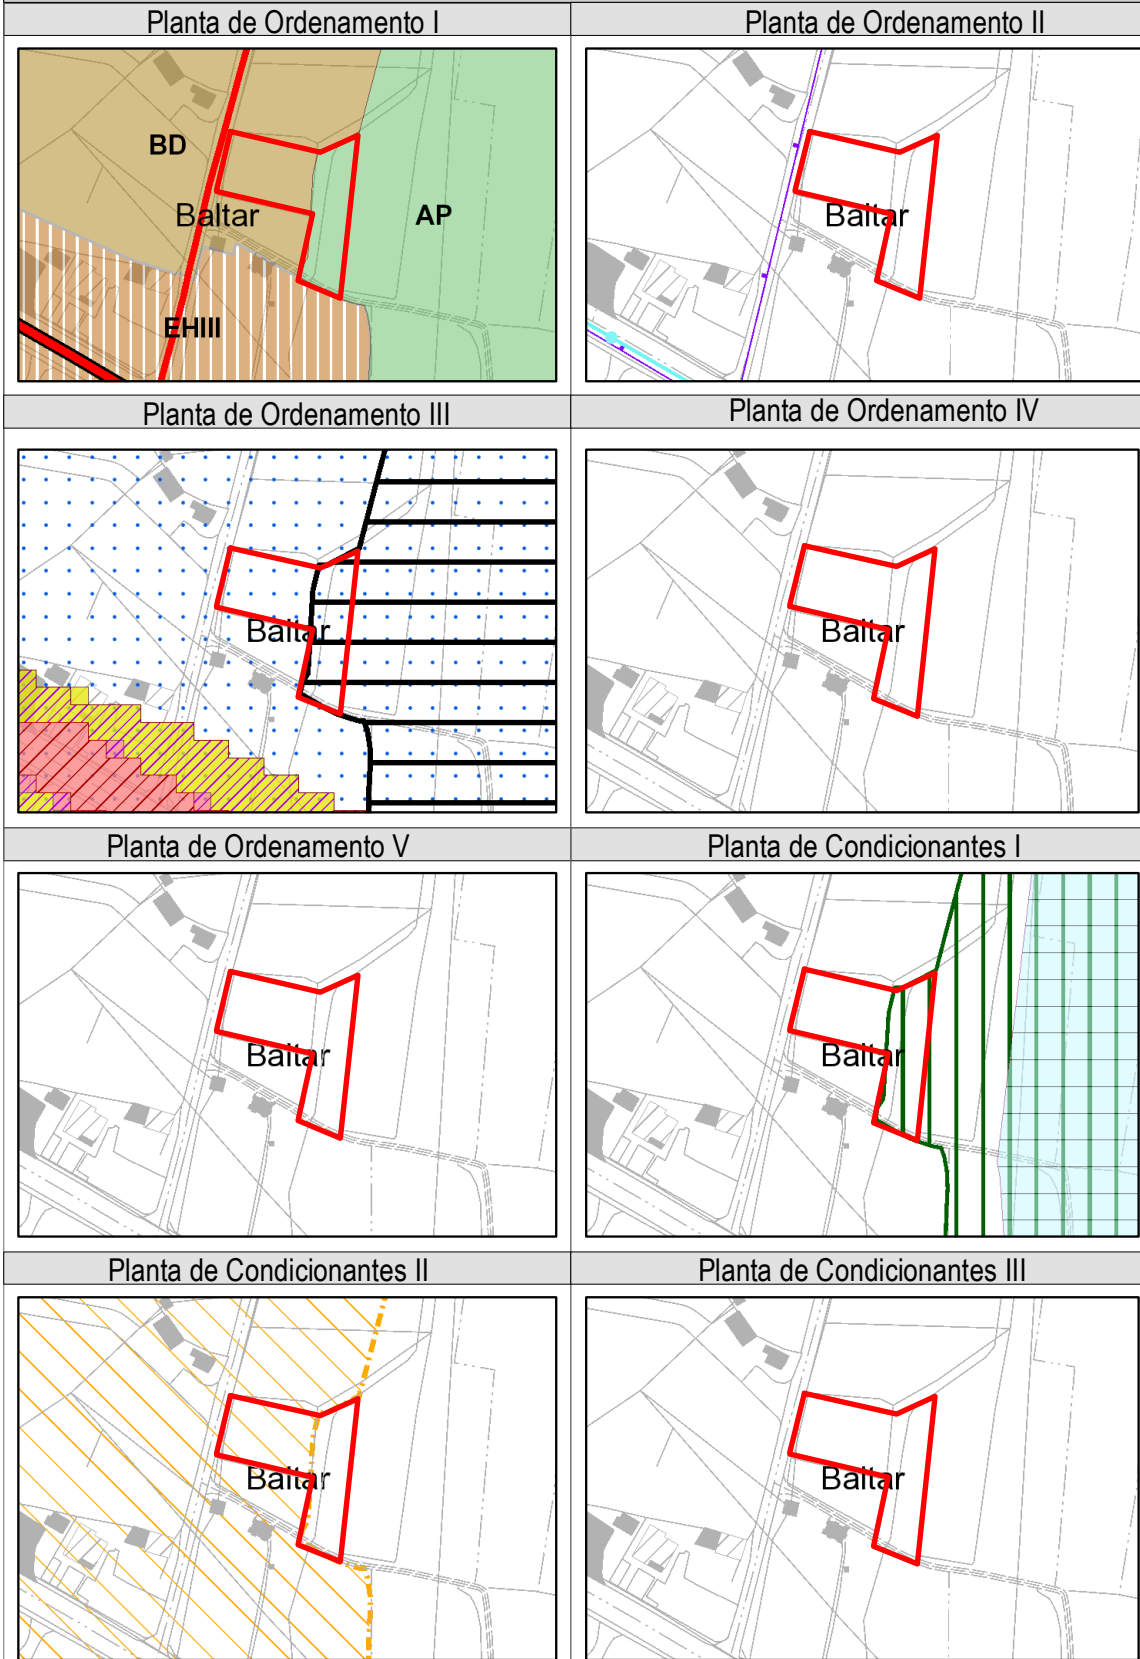 Planta de Ordenamento I
Planta de Ordenamento II
BD
Baltar
AP
EHIII
Baltar
Planta de Ordenamento III
Planta de Ordenamento IV
Baltar
Baltar
Planta de Ordenamento V
Planta de Condicionantes I
Baltar
Baltar
Planta de Condicionantes II
Planta de Condicionantes III
Baltar
Baltar